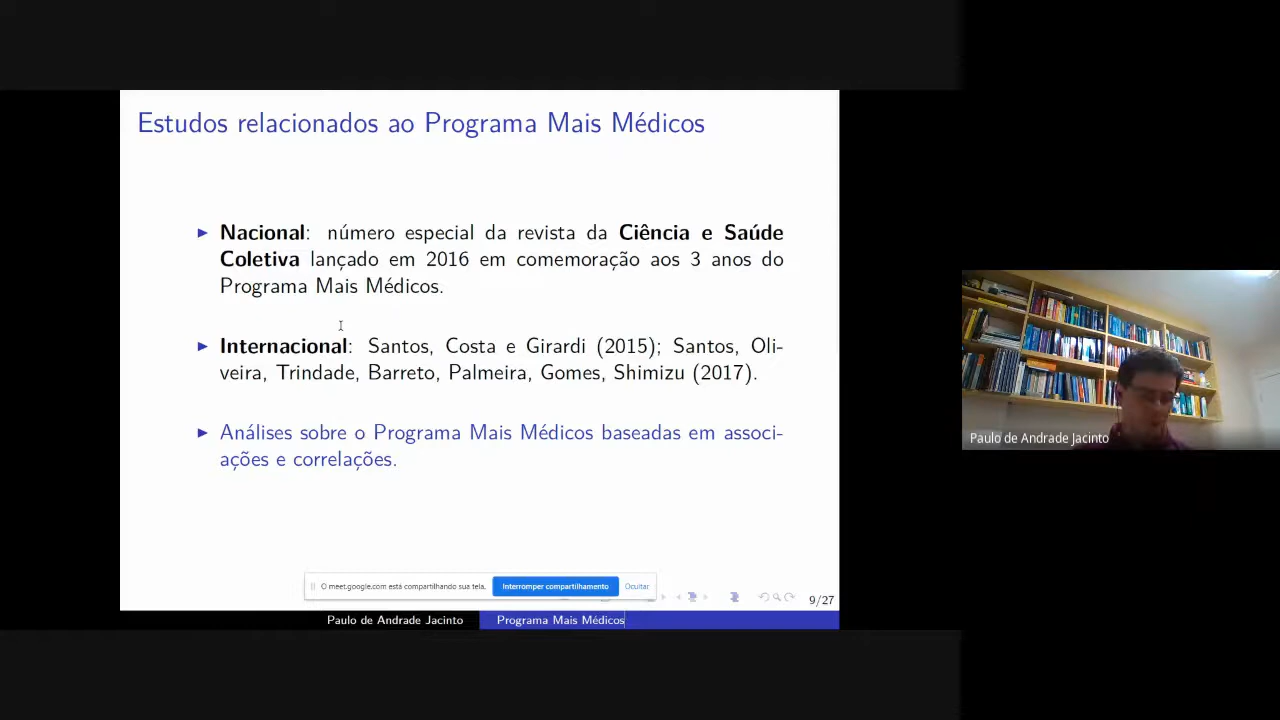 Estudos relacionados ao Programa Mais Médicos
Nacional: número especial da revista da Ciência e Saúde
Coletiva lançado em 2016 em comemoração aos 3 anos do
Programa Mais Médicos.
Internacional: Santos, Costa e Girardi (2015); Santos, Oli-
veira, Trindade, Barreto, Palmeira, Gomes, Shimizu (2017).
Análises sobre o Programa Mais Médicos baseadas em associ-
ações e correlações.
O meet.google.com está compartilhando sua tela. Interromper compartilhamento Ocultar
9/27
Paulo de Andrade Jacinto Programa Mais Médicos
Paulo de Andrade Jacinto